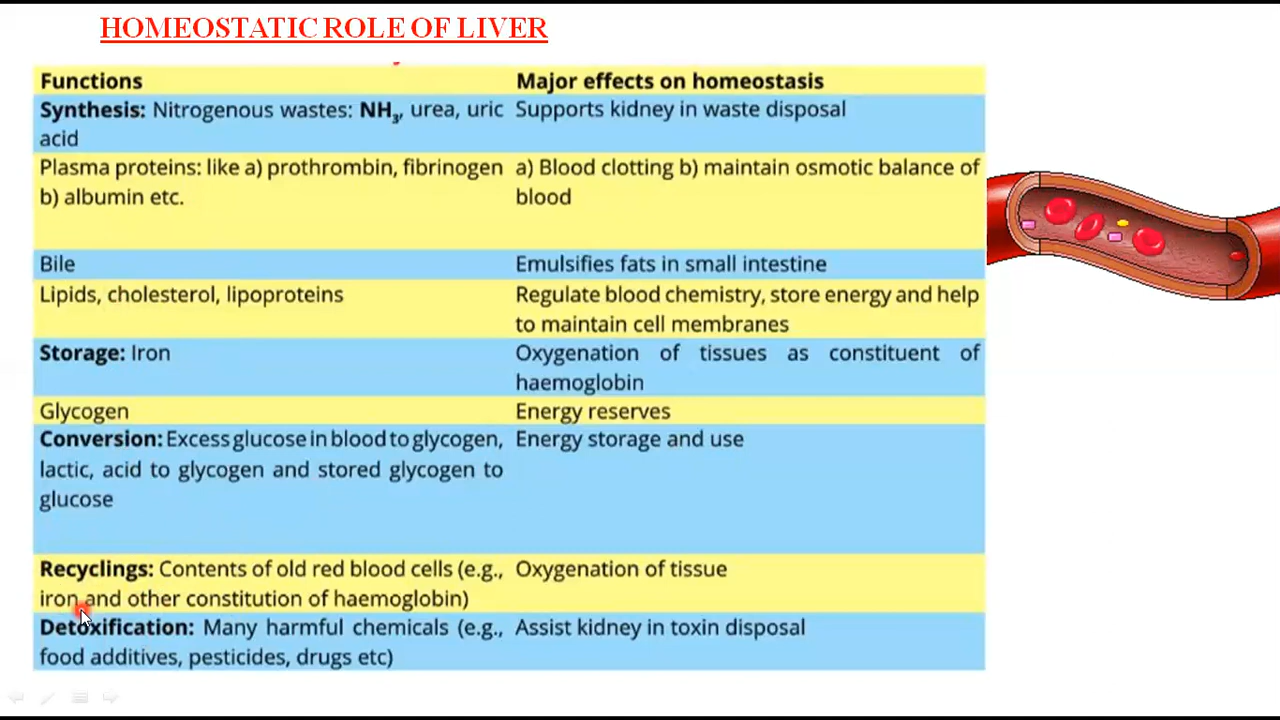 HOMEOSTATIC ROLE OF LIVER
Functions
Major effects on homeostasis
Synthesis: Nitrogenous wastes: NH₃, urea, uric
acid
Supports kidney in waste disposal
Plasma proteins: like a) prothrombin, fibrinogen
b) albumin etc.
a) Blood clotting b) maintain osmotic balance of
blood
Bile
Emulsifies fats in small intestine
Lipids, cholesterol, lipoproteins
Regulate blood chemistry, store energy and help
to maintain cell membranes
Storage: Iron
Oxygenation of tissues as constituent of
haemoglobin
Glycogen
Energy reserves
Conversion: Excess glucose in blood to glycogen,
lactic, acid to glycogen and stored glycogen to
glucose
Energy storage and use
Recyclings: Contents of old red blood cells (e.g.,
iron and other constitution of haemoglobin)
Oxygenation of tissue
Detoxification: Many harmful chemicals (e.g.,
food additives, pesticides, drugs etc)
Assist kidney in toxin disposal